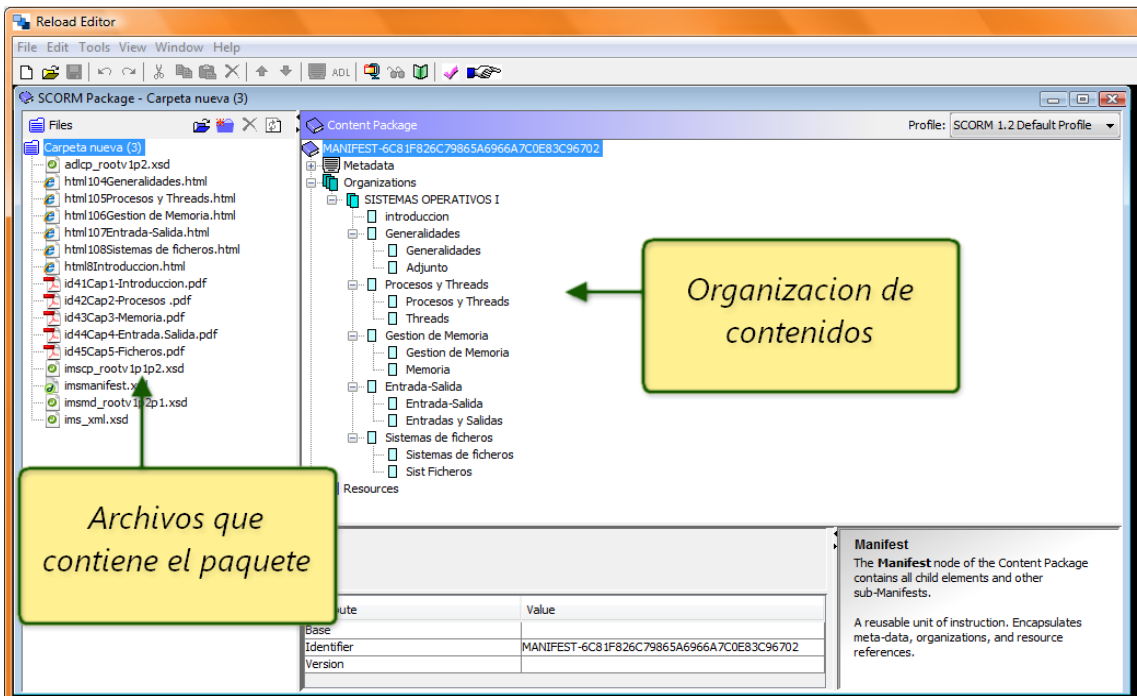 Reload Editor
File Edit Tools View Window Help
ADL
SCORM Package - Carpeta nueva (3)
Files
Content Package
Profile: SCORM 1.2 Default Profile
Carpeta nueva (3)
adlcp_rootv1p2.xsd
html104Generalidades.html
html105Procesos y Threads.html
html106Gestion de Memoria.html
html107Entrada-Salida.html
html108Sistemas de ficheros.html
html8Introduccion.html
id41Cap1-Introduccion.pdf
id42Cap2-Procesos .pdf
id43Cap3-Memoria.pdf
id44Cap4-Entrada.Salida.pdf
id45Cap5-Ficheros.pdf
imscp_rootv1p1p2.xsd
imsmanifest.x
imsmd_rootv1p2p1.xsd
ims_xml.xsd
MANIFEST-6C81F826C79865A6966A7C0E83C96702
Metadata
Organizations
SISTEMAS OPERATIVOS I
introduccion
Generalidades
Generalidades
Adjunto
Procesos y Threads
Procesos y Threads
Threads
Gestion de Memoria
Gestion de Memoria
Memoria
Entrada-Salida
Entrada-Salida
Entradas y Salidas
Sistemas de ficheros
Sistemas de ficheros
Sist Ficheros
Resources
Organizacion de
contenidos
Archivos que
contiene el paquete
ute Value
Base
Identifier MANIFEST-6C81F826C79865A6966A7C0E83C96702
Version
Manifest
The Manifest node of the Content Package
contains all child elements and other
sub-Manifests.
A reusable unit of instruction. Encapsulates
meta-data, organizations, and resource
references.